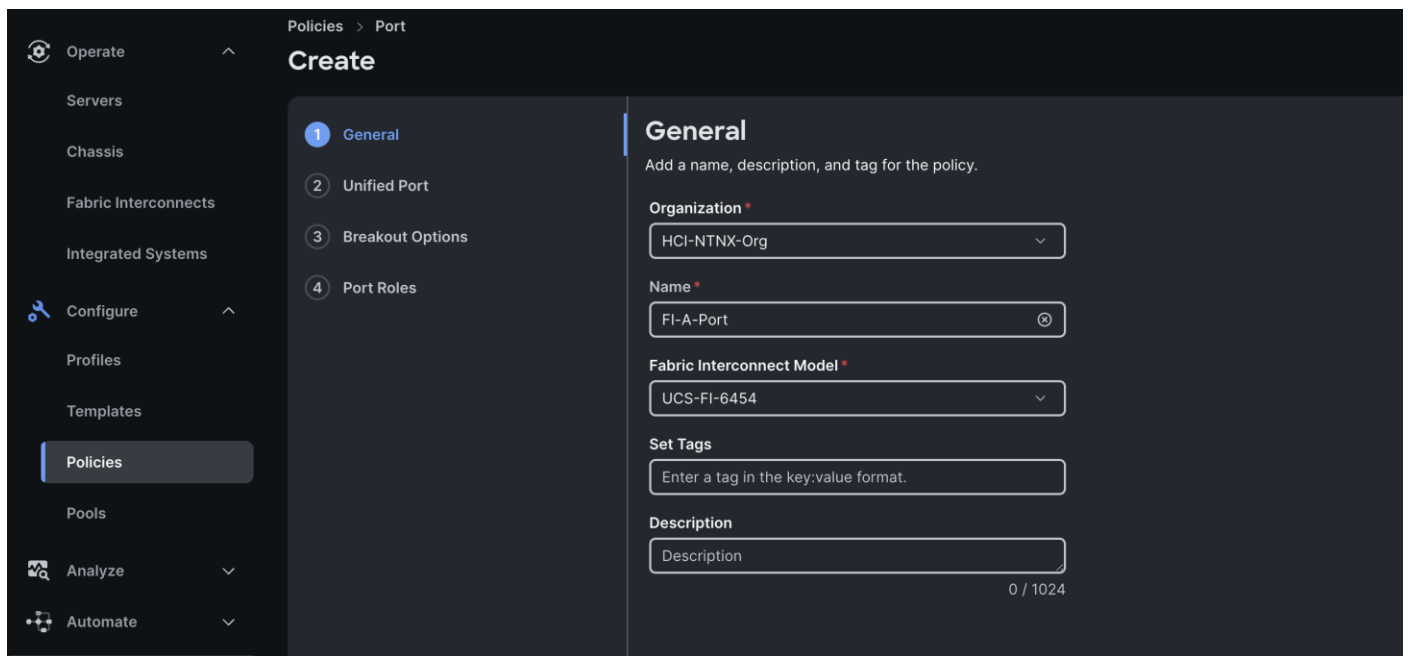 Operate
Servers
Chassis
Fabric Interconnects
Integrated Systems
Configure
Profiles
Templates
Policies
Pools
Analyze
Automate
Policies > Port
Create
1 General
2 Unified Port
3 Breakout Options
4 Port Roles
General
Add a name, description, and tag for the policy.
Organization *
HCI-NTNX-Org
Name *
FI-A-Port
Fabric Interconnect Model *
UCS-FI-6454
Set Tags
Enter a tag in the key:value format.
Description
Description
0 / 1024